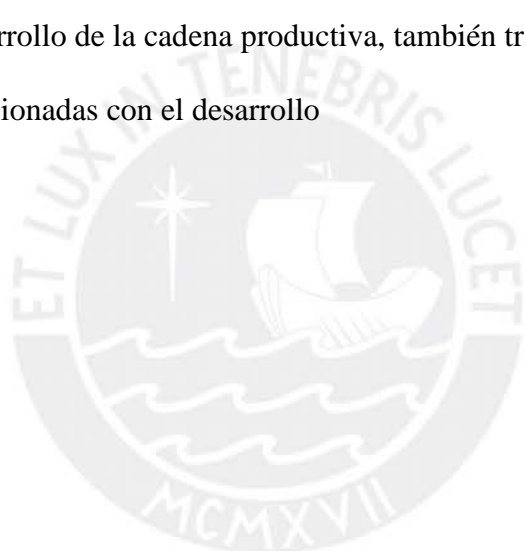 rrollo de la cadena productiva, también tr
ionadas con el desarrollo
ET LUX IN TENEBRIS LUCET
MCMXVII